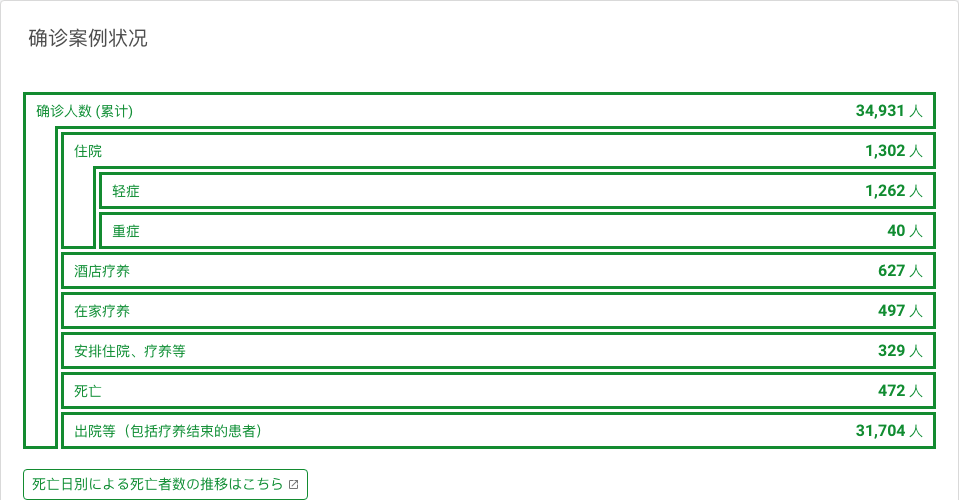 确诊案例状况
确诊人数 (累计) 34,931 人
住院 1,302 人
轻症 1,262 人
重症 40 人
酒店疗养 627 人
在家疗养 497 人
安排住院、疗养等 329 人
死亡 472 人
出院等（包括疗养结束的患者） 31,704 人
死亡日別による死亡者数の推移はこちら